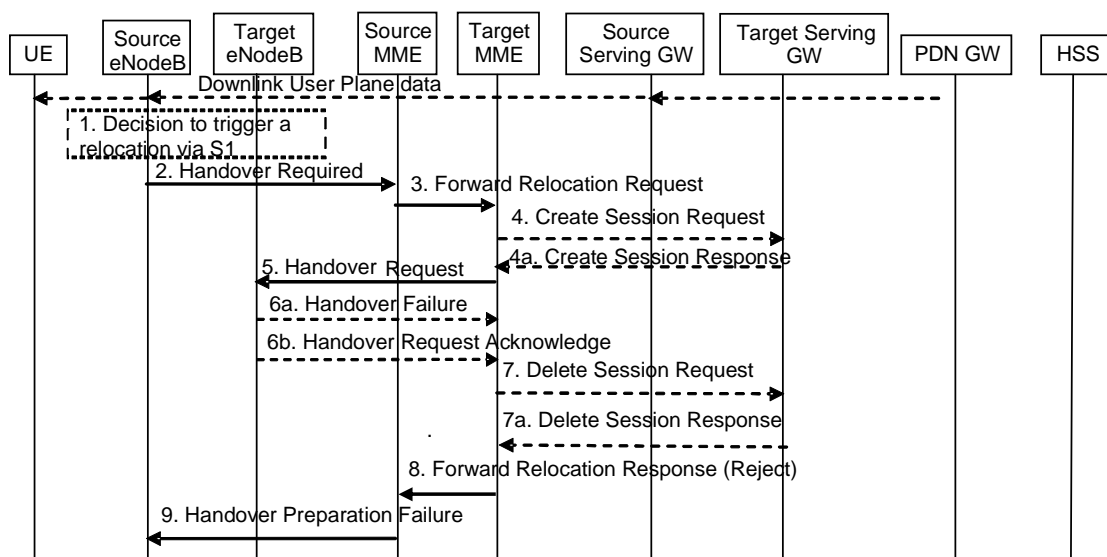 UE
Source
eNodeB
Target
eNodeB
Source
MME
Target
MME
Source
Serving GW
Target Serving
GW
PDN GW
HSS
Downlink User Plane data
1. Decision to trigger a
relocation via S1
2. Handover Required
3. Forward Relocation Request
4. Create Session Request
4a. Create Session Response
5. Handover Request
6a. Handover Failure
6b. Handover Request Acknowledge
7. Delete Session Request
7a. Delete Session Response
.
8. Forward Relocation Response (Reject)
9. Handover Preparation Failure